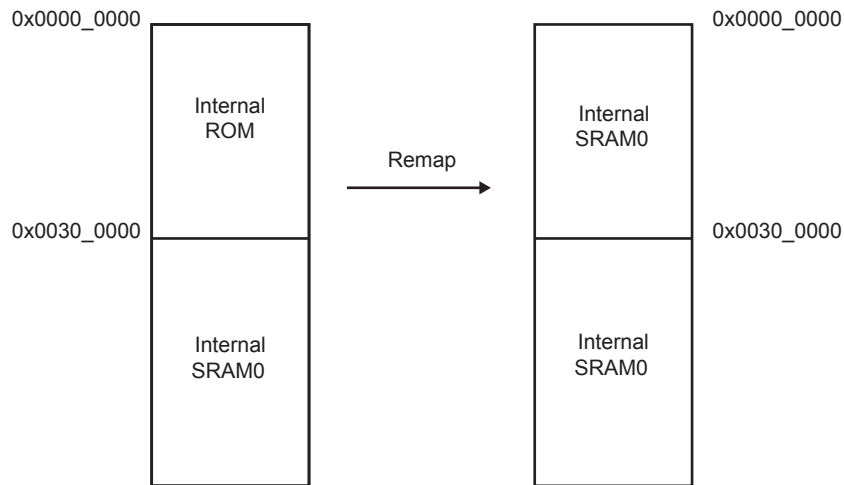 0x0000_0000
0x0000_0000
Internal
ROM
Internal
SRAM0
Remap
0x0030_0000
0x0030_0000
Internal
SRAM0
Internal
SRAM0